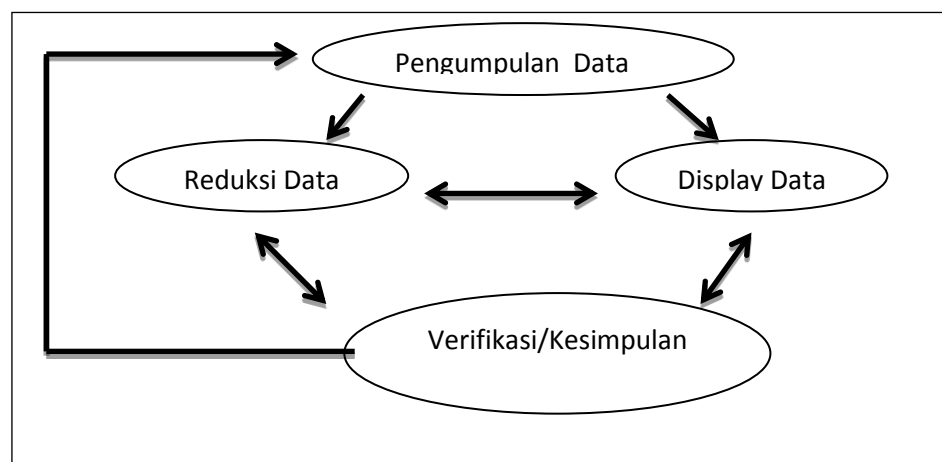 Pengumpulan Data
Reduksi Data
Display Data
Verifikasi/Kesimpulan